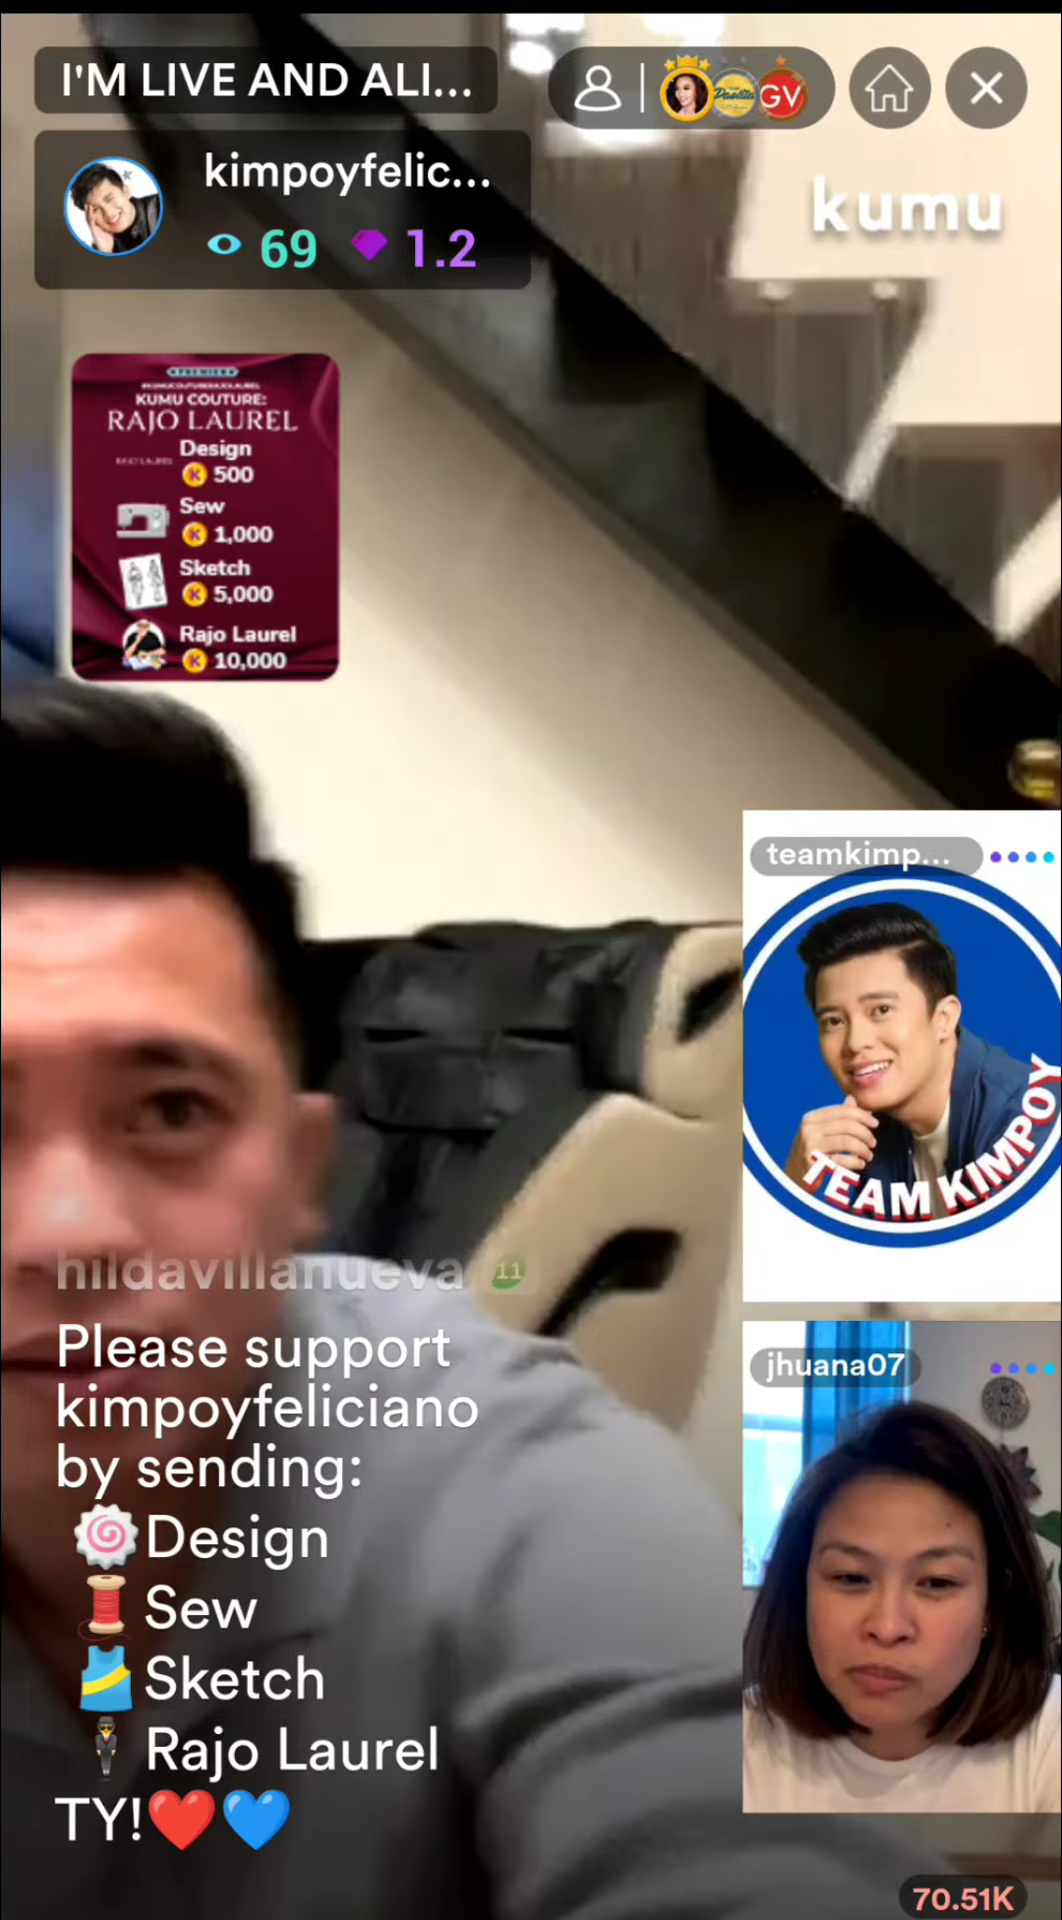 I'M LIVE AND ALI...
kimpoyfelic...
69 1.2
kumu
GV
PREMIER
KUMU COUTURE:
RAJO LAUREL
Design
K 500
Sew
K 1,000
Sketch
K 5,000
Rajo Laurel
K 10,000
teamkimp...
TEAM KIMPOY
hildavillanueva 11
Please support
kimpoyfeliciano
by sending:
🍥Design
🧵Sew
🎽Sketch
🕴Rajo Laurel
TY!❤️💙
jhuana07
70.51K